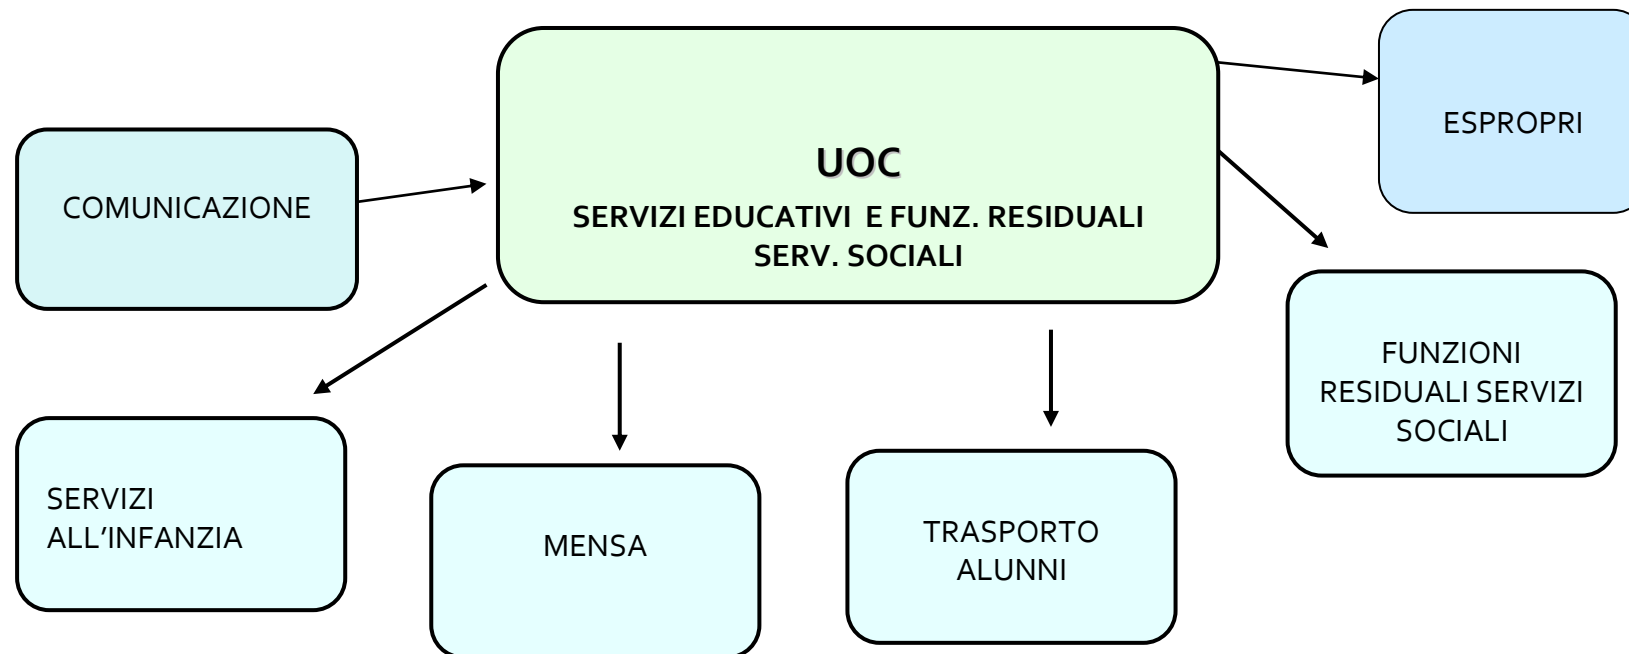 ESPROPRI
UOC
SERVIZI EDUCATIVI  E FUNZ. RESIDUALI
SERV. SOCIALI
COMUNICAZIONE
FUNZIONI
RESIDUALI SERVIZI
SOCIALI
SERVIZI
ALL’INFANZIA
MENSA
TRASPORTO
ALUNNI